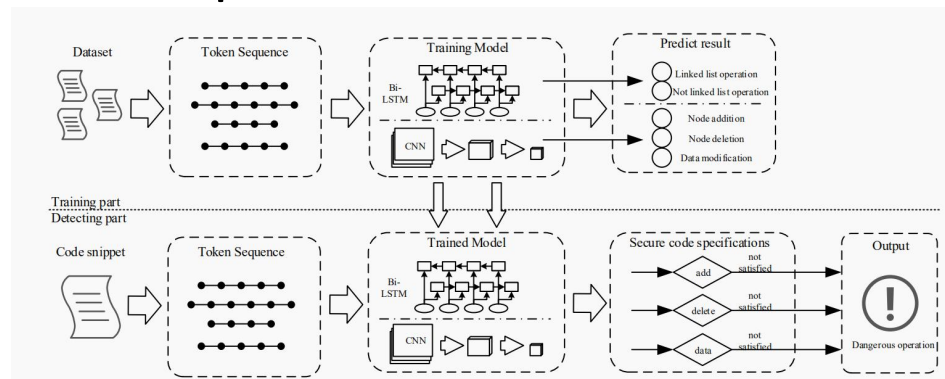 Dataset
Token Sequence
Training Model
Bi-
LSTM
CNN
Predict result
Linked list operation
Not linked list operation
Node addition
Node deletion
Data modification
Training part
Detecting part
Code snippet
Token Sequence
Trained Model
Bi-
LSTM
CNN
Secure code specifications
add
not
satisfied
delete
not
satisfied
data
not
satisfied
Output
Dangerous operation